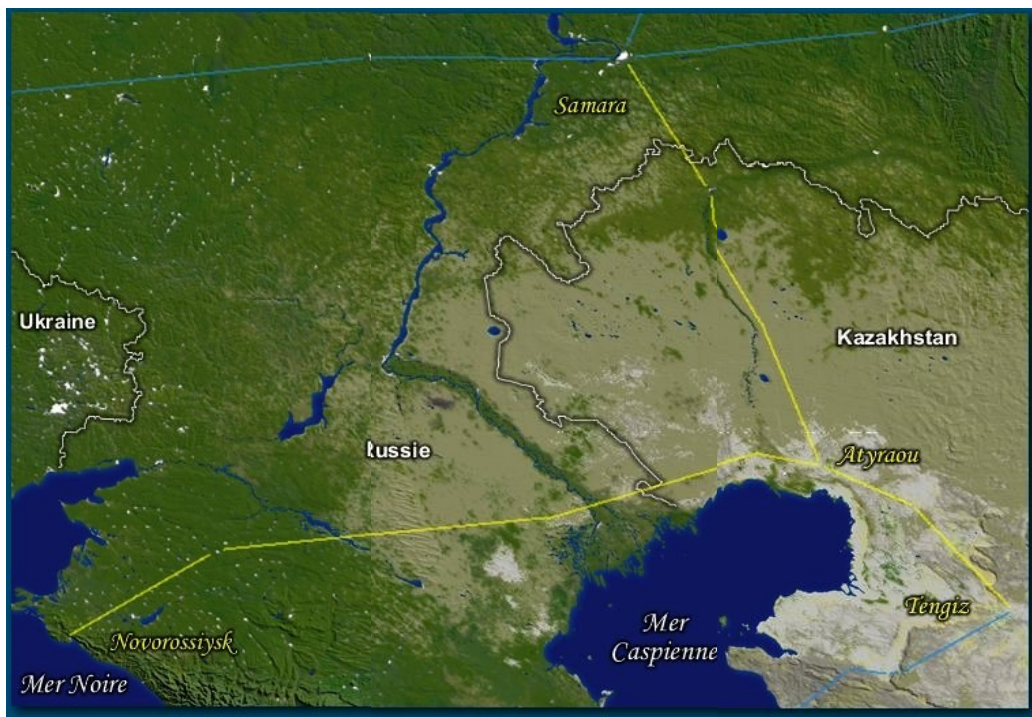 Samara
Ukraine
Kazakhstan
Russie
Atyraou
Tengiz
Mer
Caspienne
Novorossiysk
Mer Noire